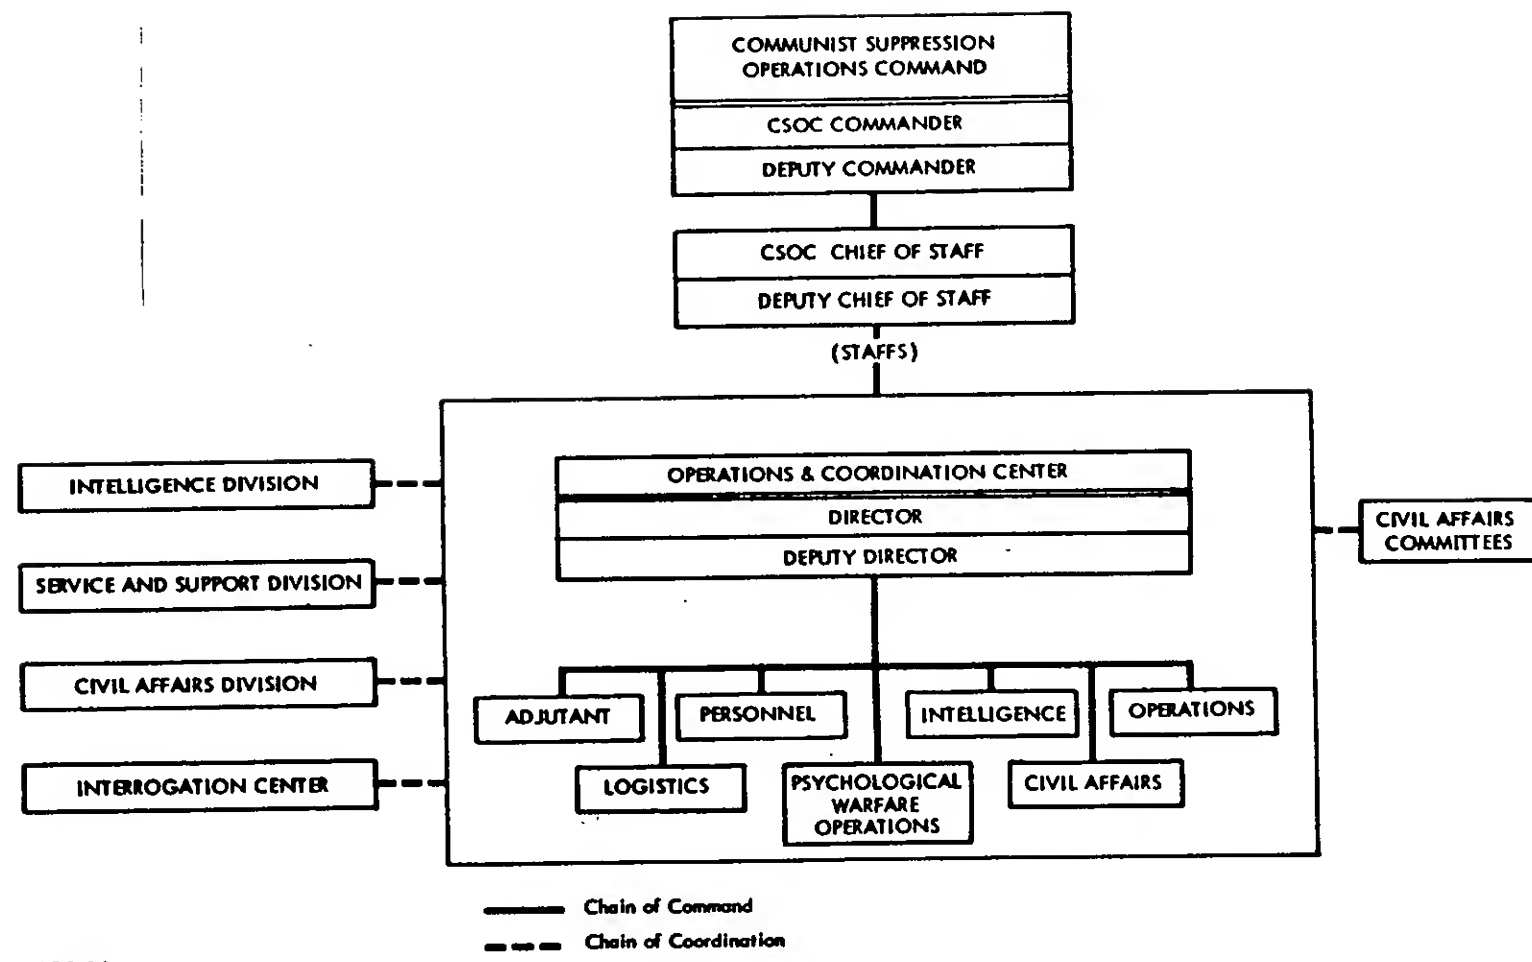 COMMUNIST SUPPRESSION
OPERATIONS COMMAND
CSOC COMMANDER
DEPUTY COMMANDER
CSOC CHIEF OF STAFF
DEPUTY CHIEF OF STAFF
(STAFFS)
OPERATIONS & COORDINATION CENTER
DIRECTOR
DEPUTY DIRECTOR
INTELLIGENCE DIVISION
SERVICE AND SUPPORT DIVISION
CIVIL AFFAIRS DIVISION
INTERROGATION CENTER
CIVIL AFFAIRS
COMMITTEES
ADJUTANT
PERSONNEL
INTELLIGENCE
OPERATIONS
LOGISTICS
PSYCHOLOGICAL
WARFARE
OPERATIONS
CIVIL AFFAIRS
Chain of Command
Chain of Coordination